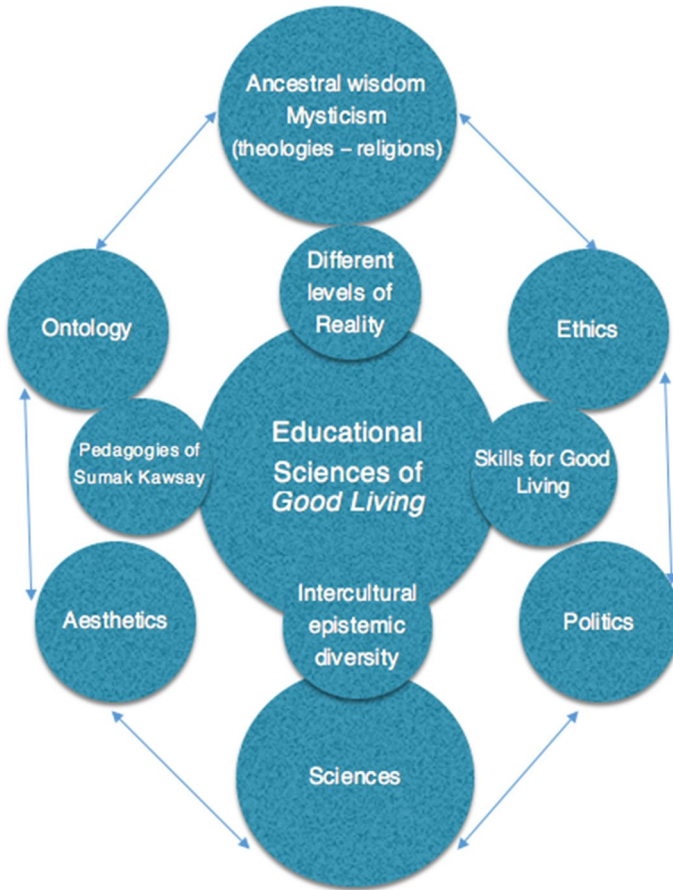 Ancestral wisdom
Mysticism
(theologies – religions)
Different
levels of
Reality
Ontology
Ethics
Educational
Sciences of
Good Living
Pedagogies of
Sumak Kawsay
Skills for Good
Living
Intercultural
epistemic
diversity
Aesthetics
Politics
Sciences